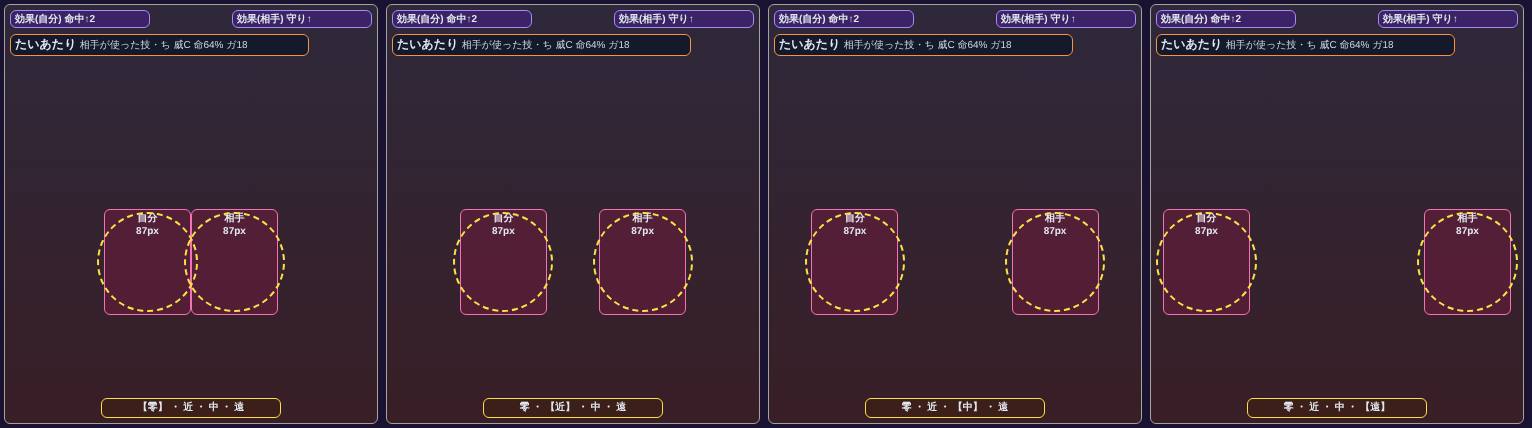 効果(自分) 命中↑2
効果(相手) 守り↑
たいあたり 相手が使った技・ち 威C 命64% ガ18
自分
87px
相手
87px
【零】 ・ 近 ・ 中 ・ 遠
効果(自分) 命中↑2
効果(相手) 守り↑
たいあたり 相手が使った技・ち 威C 命64% ガ18
自分
87px
相手
87px
零 ・ 【近】 ・ 中 ・ 遠
効果(自分) 命中↑2
効果(相手) 守り↑
たいあたり 相手が使った技・ち 威C 命64% ガ18
自分
87px
相手
87px
零 ・ 近 ・ 【中】 ・ 遠
効果(自分) 命中↑2
効果(相手) 守り↑
たいあたり 相手が使った技・ち 威C 命64% ガ18
自分
87px
相手
87px
零 ・ 近 ・ 中 ・ 【遠】